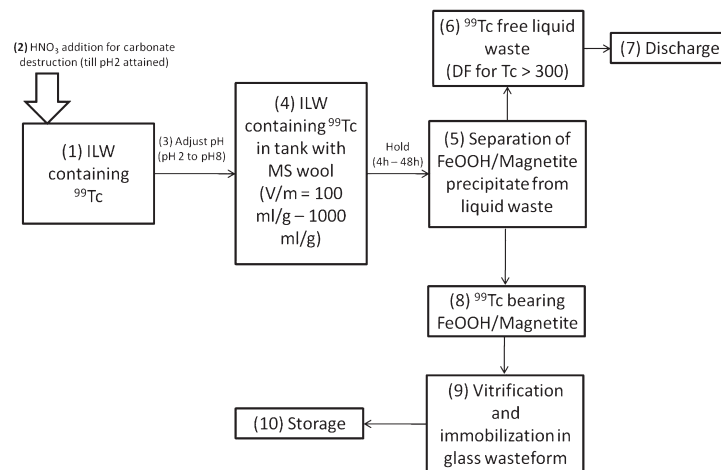 (2) HNO₃ addition for carbonate
destruction (till pH2 attained)
(1) ILW
containing
⁹⁹Tc
(3) Adjust pH
(pH 2 to pH8)
(4) ILW
containing ⁹⁹Tc
in tank with
MS wool
(V/m = 100
ml/g – 1000
ml/g)
Hold
(4h – 48h)
(5) Separation of
FeOOH/Magnetite
precipitate from
liquid waste
(6) ⁹⁹Tc free liquid
waste
(DF for Tc > 300)
(7) Discharge
(8) ⁹⁹Tc bearing
FeOOH/Magnetite
(9) Vitrification
and
immobilization in
glass wasteform
(10) Storage